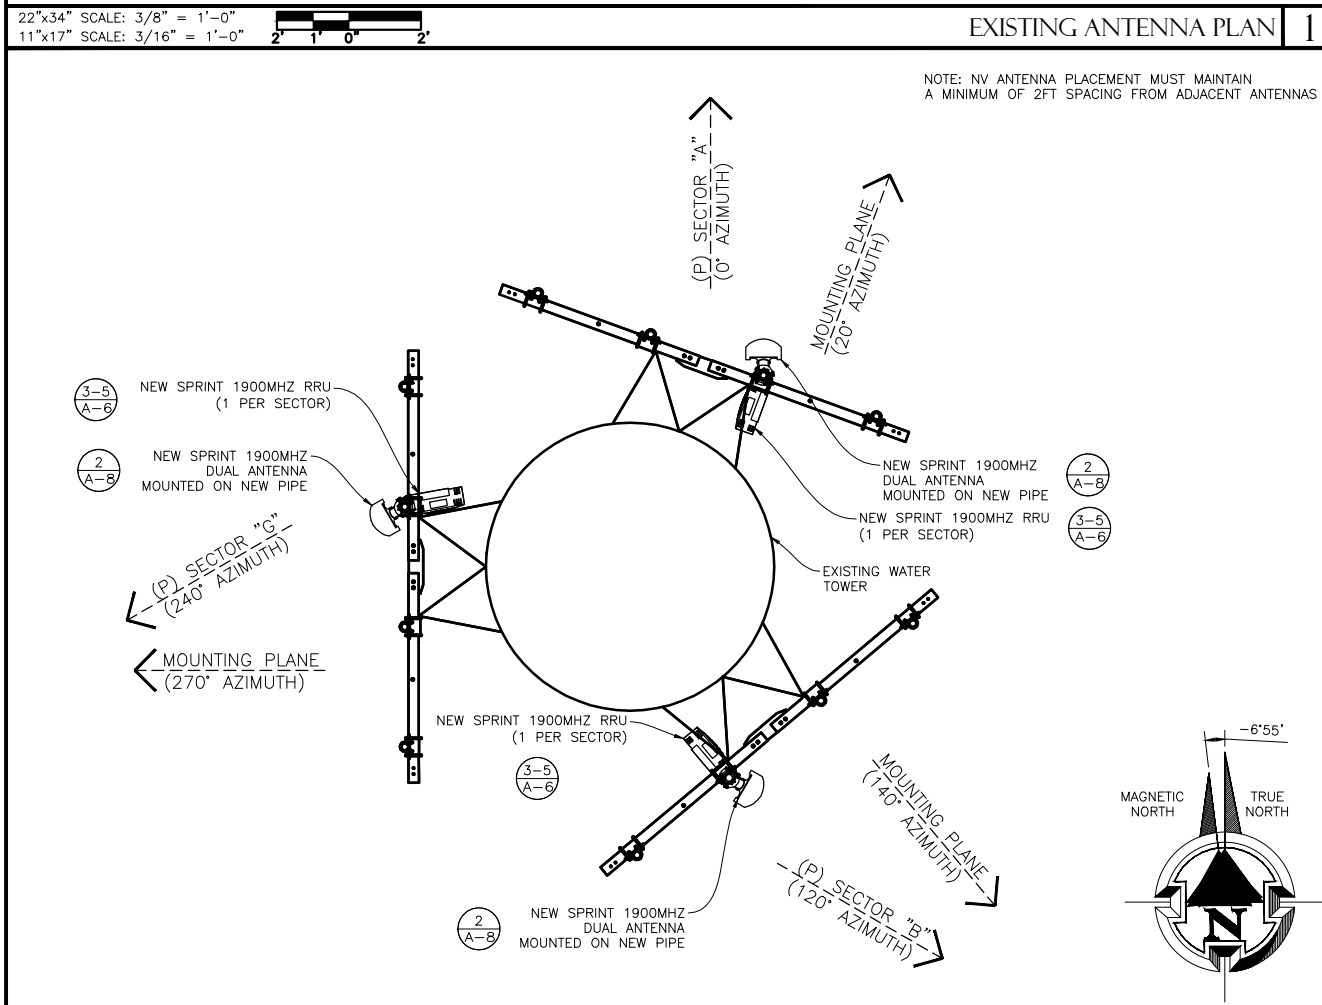 22"x34" SCALE: 3/8" = 1'-0"
11"x17" SCALE: 3/16" = 1'-0"
2' 1' 0" 2'
EXISTING ANTENNA PLAN 1
NOTE: NV ANTENNA PLACEMENT MUST MAINTAIN
A MINIMUM OF 2FT SPACING FROM ADJACENT ANTENNAS
(P) SECTOR "A"
(0° AZIMUTH)
MOUNTING PLANE
(20° AZIMUTH)
3-5
A-6
NEW SPRINT 1900MHZ RRU
(1 PER SECTOR)
2
A-8
NEW SPRINT 1900MHZ
DUAL ANTENNA
MOUNTED ON NEW PIPE
NEW SPRINT 1900MHZ
DUAL ANTENNA
MOUNTED ON NEW PIPE
2
A-8
NEW SPRINT 1900MHZ RRU
(1 PER SECTOR)
3-5
A-6
EXISTING WATER
TOWER
(P) SECTOR "G"
(240° AZIMUTH)
MOUNTING PLANE
(270° AZIMUTH)
NEW SPRINT 1900MHZ RRU
(1 PER SECTOR)
3-5
A-6
MOUNTING PLANE
(140° AZIMUTH)
(P) SECTOR "B"
(120° AZIMUTH)
2
A-8
NEW SPRINT 1900MHZ
DUAL ANTENNA
MOUNTED ON NEW PIPE
-6°55'
MAGNETIC
NORTH
TRUE
NORTH
N